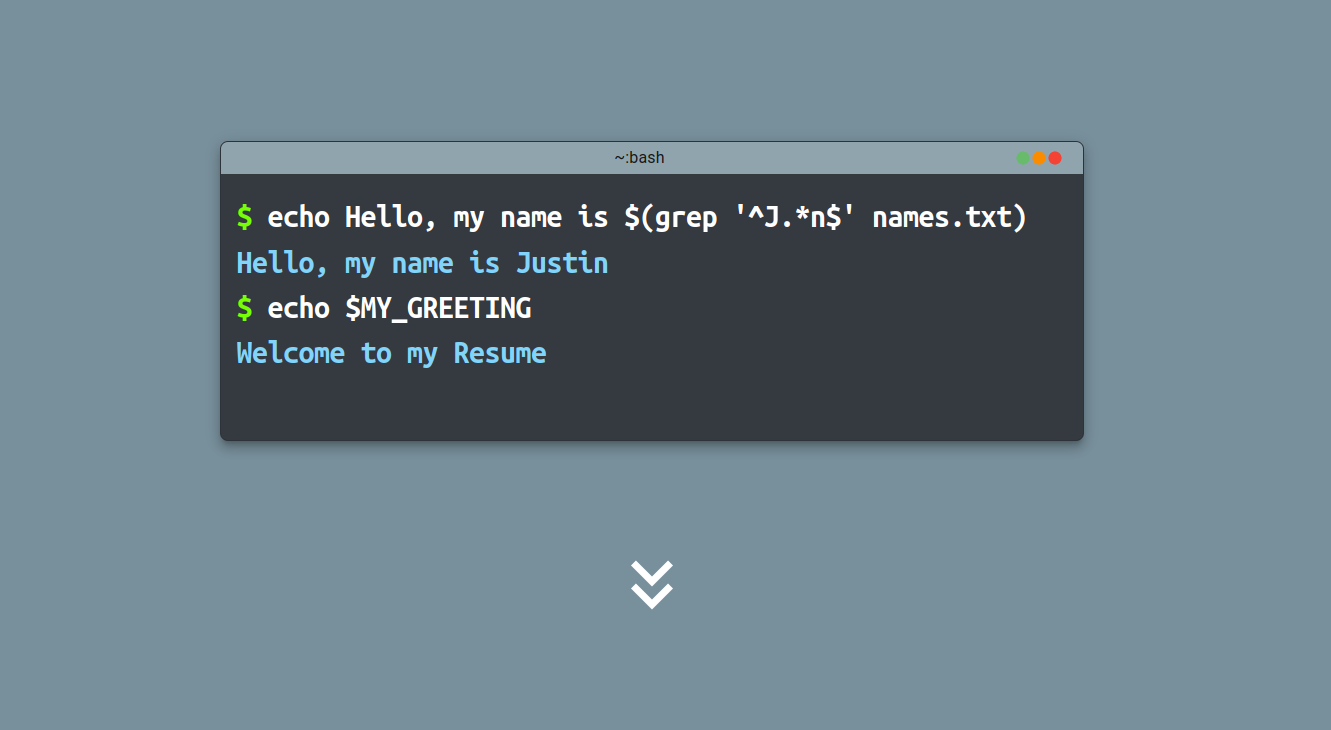 ~:bash
$ echo Hello, my name is $(grep '^J.*n$' names.txt)
Hello, my name is Justin
$ echo $MY_GREETING
Welcome to my Resume